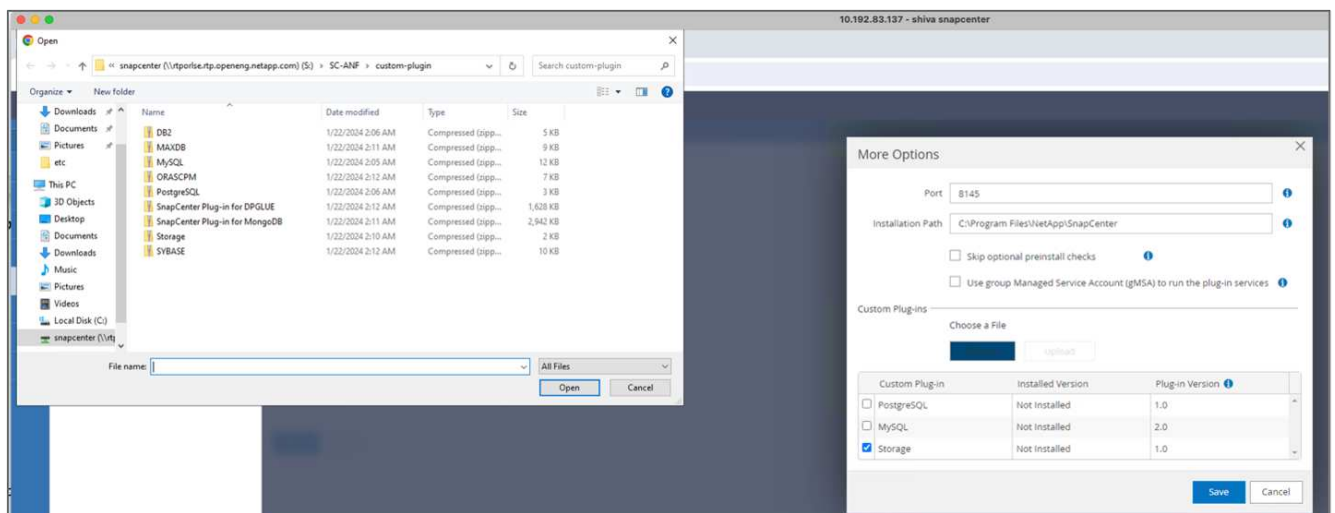 10.192.83.137 - shiva snapcenter
Open
« snapcenter (\\rtporlse.rtp.openeng.netapp.com) (S:) › SC-ANF › custom-plugin
Search custom-plugin
Organize
New folder
Name Date modified Type Size
Downloads
Documents
Pictures
etc
This PC
3D Objects
Desktop
Documents
Downloads
Music
Pictures
Videos
Local Disk (C:)
snapcenter (\\rtp
DB2 1/22/2024 2:06 AM Compressed (zipp... 5 KB
MAXDB 1/22/2024 2:11 AM Compressed (zipp... 9 KB
MySQL 1/22/2024 2:05 AM Compressed (zipp... 12 KB
ORASCPM 1/22/2024 2:12 AM Compressed (zipp... 7 KB
PostgreSQL 1/22/2024 2:06 AM Compressed (zipp... 3 KB
SnapCenter Plug-in for DPGLUE 1/22/2024 2:12 AM Compressed (zipp... 1,628 KB
SnapCenter Plug-in for MongoDB 1/22/2024 2:11 AM Compressed (zipp... 2,942 KB
Storage 1/22/2024 2:10 AM Compressed (zipp... 2 KB
SYBASE 1/22/2024 2:12 AM Compressed (zipp... 10 KB
File name:
All Files
Open Cancel
More Options
Port 8145
Installation Path C:\Program Files\NetApp\SnapCenter
Skip optional preinstall checks
Use group Managed Service Account (gMSA) to run the plug-in services
Custom Plug-ins
Choose a File
Upload
Custom Plug-in Installed Version Plug-in Version
PostgreSQL Not Installed 1.0
MySQL Not Installed 2.0
Storage Not Installed 1.0
Save Cancel